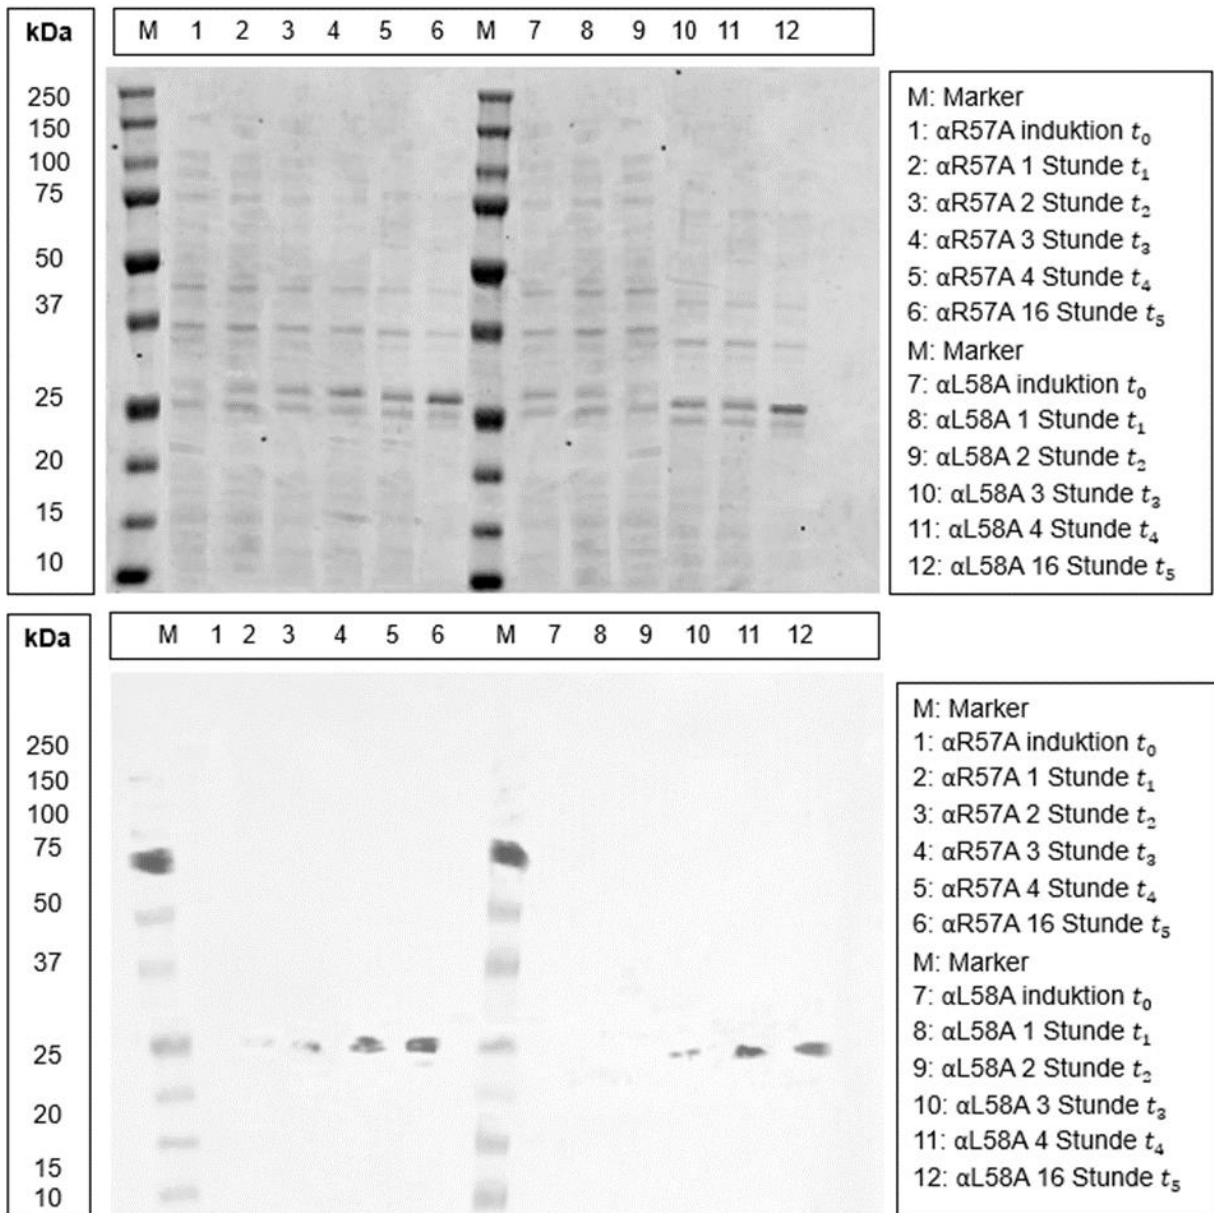 kDa
M 1 2 3 4 5 6 M 7 8 9 10 11 12
250
150
100
75
50
37
25
20
15
10
M: Marker
1: αR57A induktion t₀
2: αR57A 1 Stunde t₁
3: αR57A 2 Stunde t₂
4: αR57A 3 Stunde t₃
5: αR57A 4 Stunde t₄
6: αR57A 16 Stunde t₅
M: Marker
7: αL58A induktion t₀
8: αL58A 1 Stunde t₁
9: αL58A 2 Stunde t₂
10: αL58A 3 Stunde t₃
11: αL58A 4 Stunde t₄
12: αL58A 16 Stunde t₅
kDa
M 1 2 3 4 5 6 M 7 8 9 10 11 12
250
150
100
75
50
37
25
20
15
10
M: Marker
1: αR57A induktion t₀
2: αR57A 1 Stunde t₁
3: αR57A 2 Stunde t₂
4: αR57A 3 Stunde t₃
5: αR57A 4 Stunde t₄
6: αR57A 16 Stunde t₅
M: Marker
7: αL58A induktion t₀
8: αL58A 1 Stunde t₁
9: αL58A 2 Stunde t₂
10: αL58A 3 Stunde t₃
11: αL58A 4 Stunde t₄
12: αL58A 16 Stunde t₅